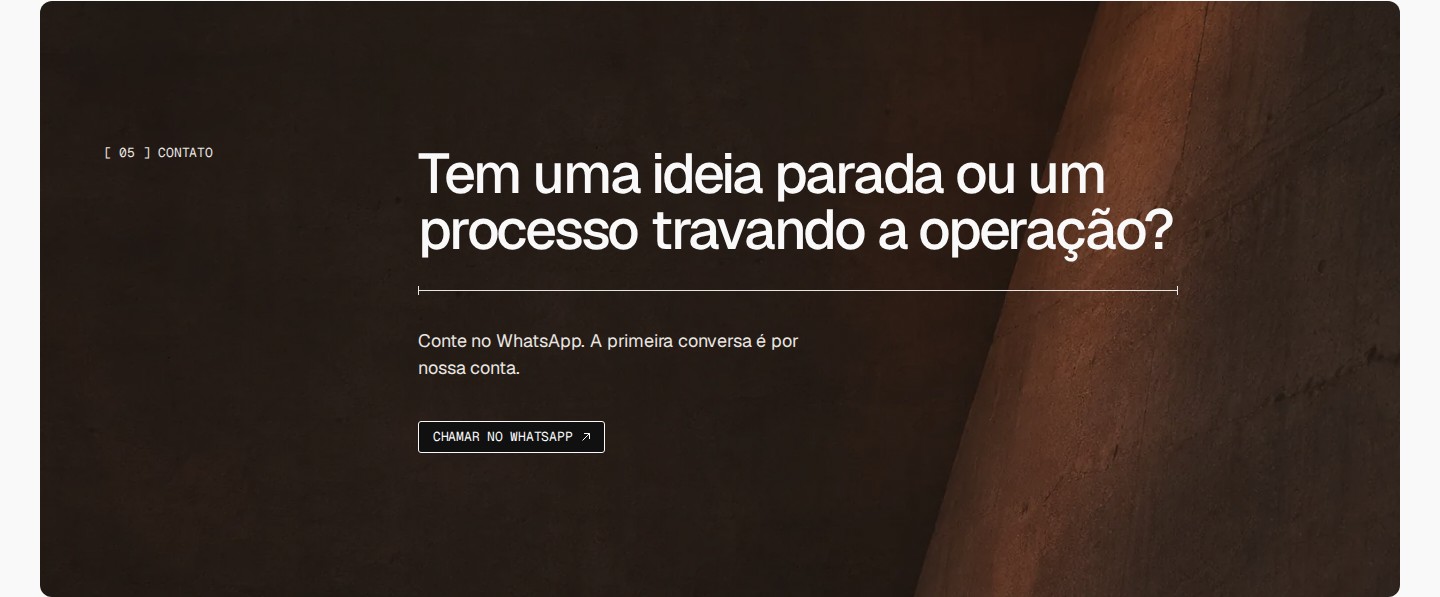 [ 05 ] CONTATO
Tem uma ideia parada ou um
processo travando a operação?
Conte no WhatsApp. A primeira conversa é por
nossa conta.
CHAMAR NO WHATSAPP ↗